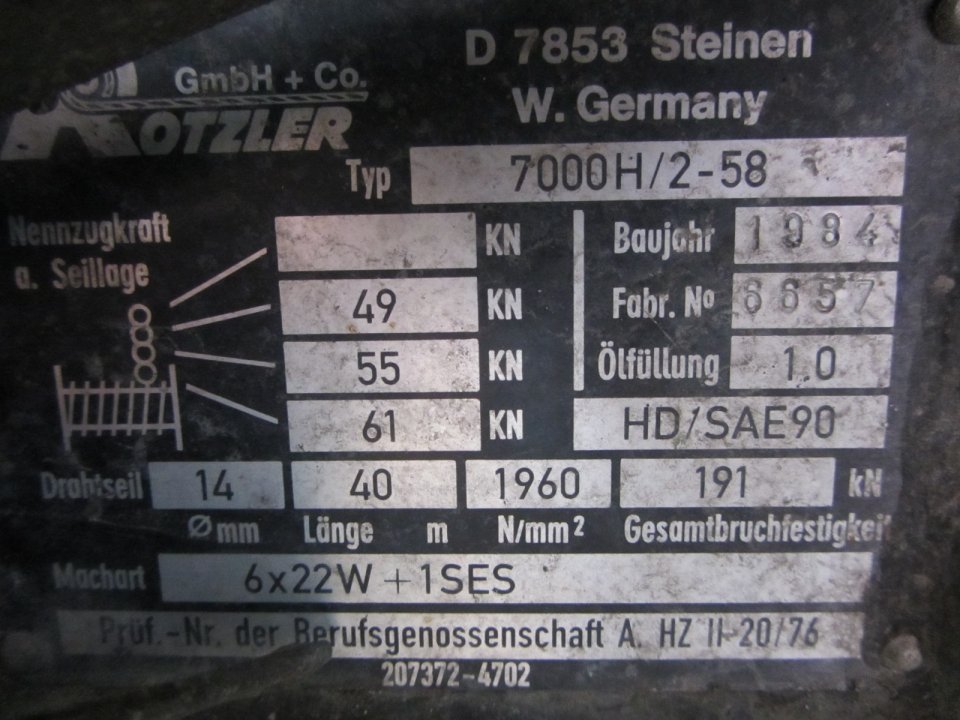 GmbH + Co.
ROTZLER
D 7853 Steinen
W. Germany
Typ 7000H/2-58
Nennzugkraft
a. Seillage
KN
49 KN
55 KN
61 KN
Baujahr 1984
Fabr. No 6657
Ölfüllung 1.0
HD/SAE90
Drahtseil 14 40 1960 191 kN
Ømm Länge m N/mm² Gesamtbruchfestigkeit
Machart 6x22W + 1SES
Prüf.-Nr. der Berufsgenossenschaft A. HZ II-20/76
207372-4702